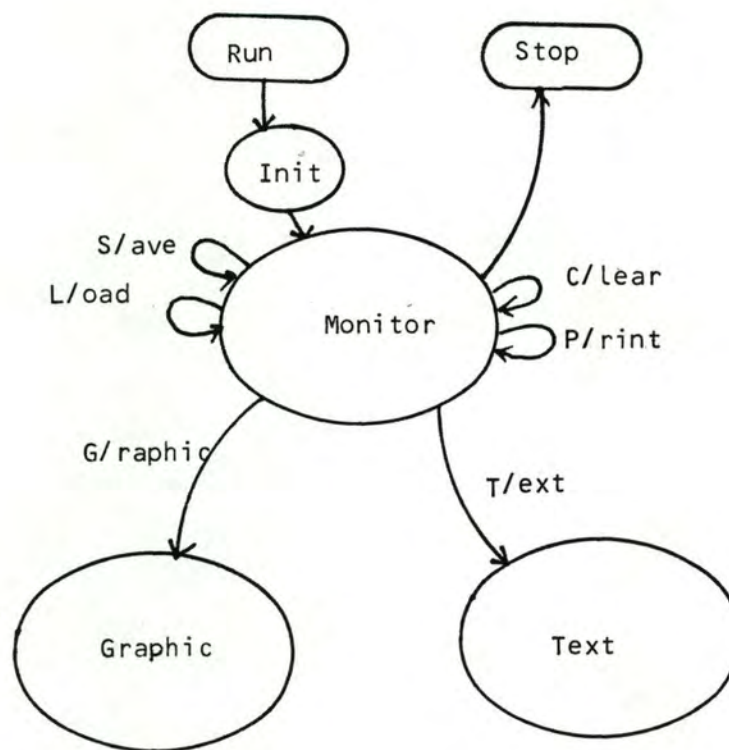 Run
Stop
Init
S/ave
L/oad
Monitor
C/lear
P/rint
G/raphic
T/ext
Graphic
Text